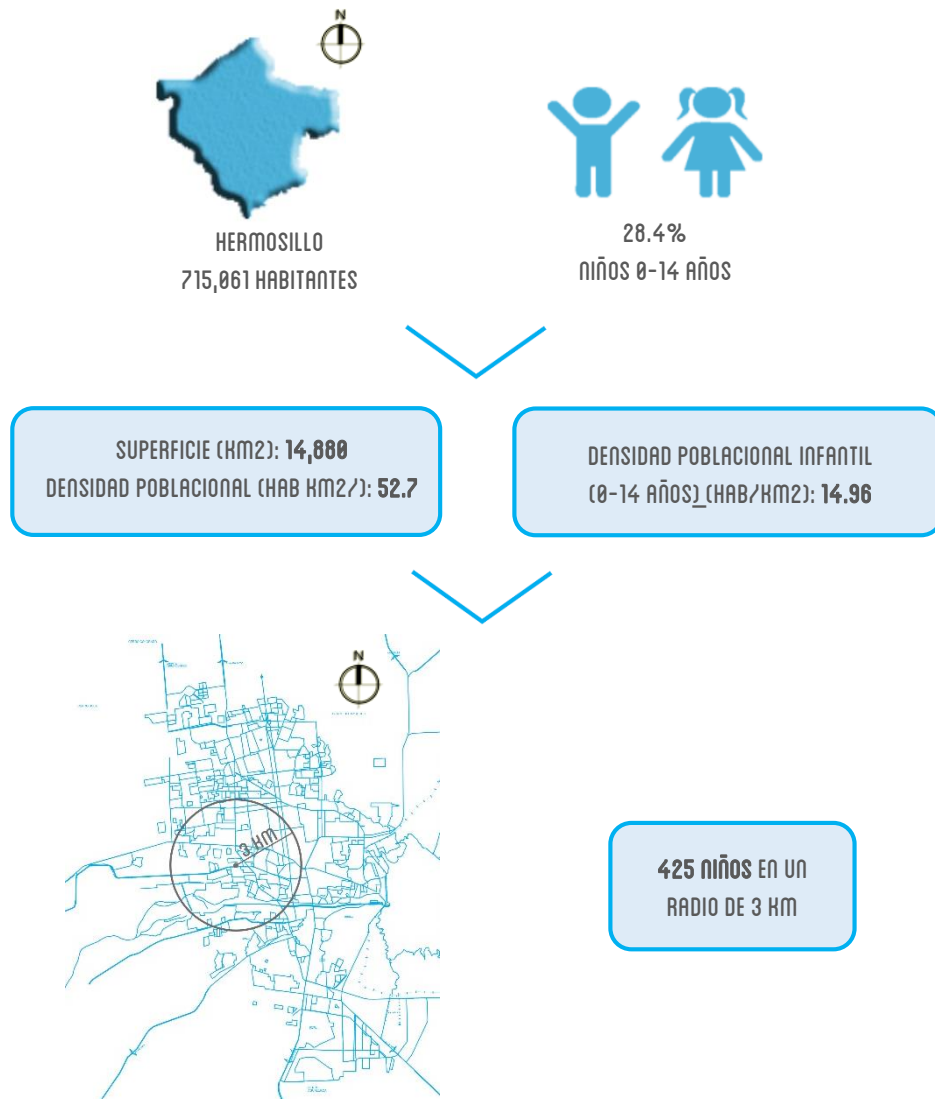 N
HERMOSILLO
715,061 HABITANTES
28.4%
NIÑOS 0-14 AÑOS
SUPERFICIE (KM2): 14,880
DENSIDAD POBLACIONAL (HAB KM2/): 52.7
DENSIDAD POBLACIONAL INFANTIL
(0-14 AÑOS)_(HAB/KM2): 14.96
N
3 KM
425 NIÑOS EN UN
RADIO DE 3 KM